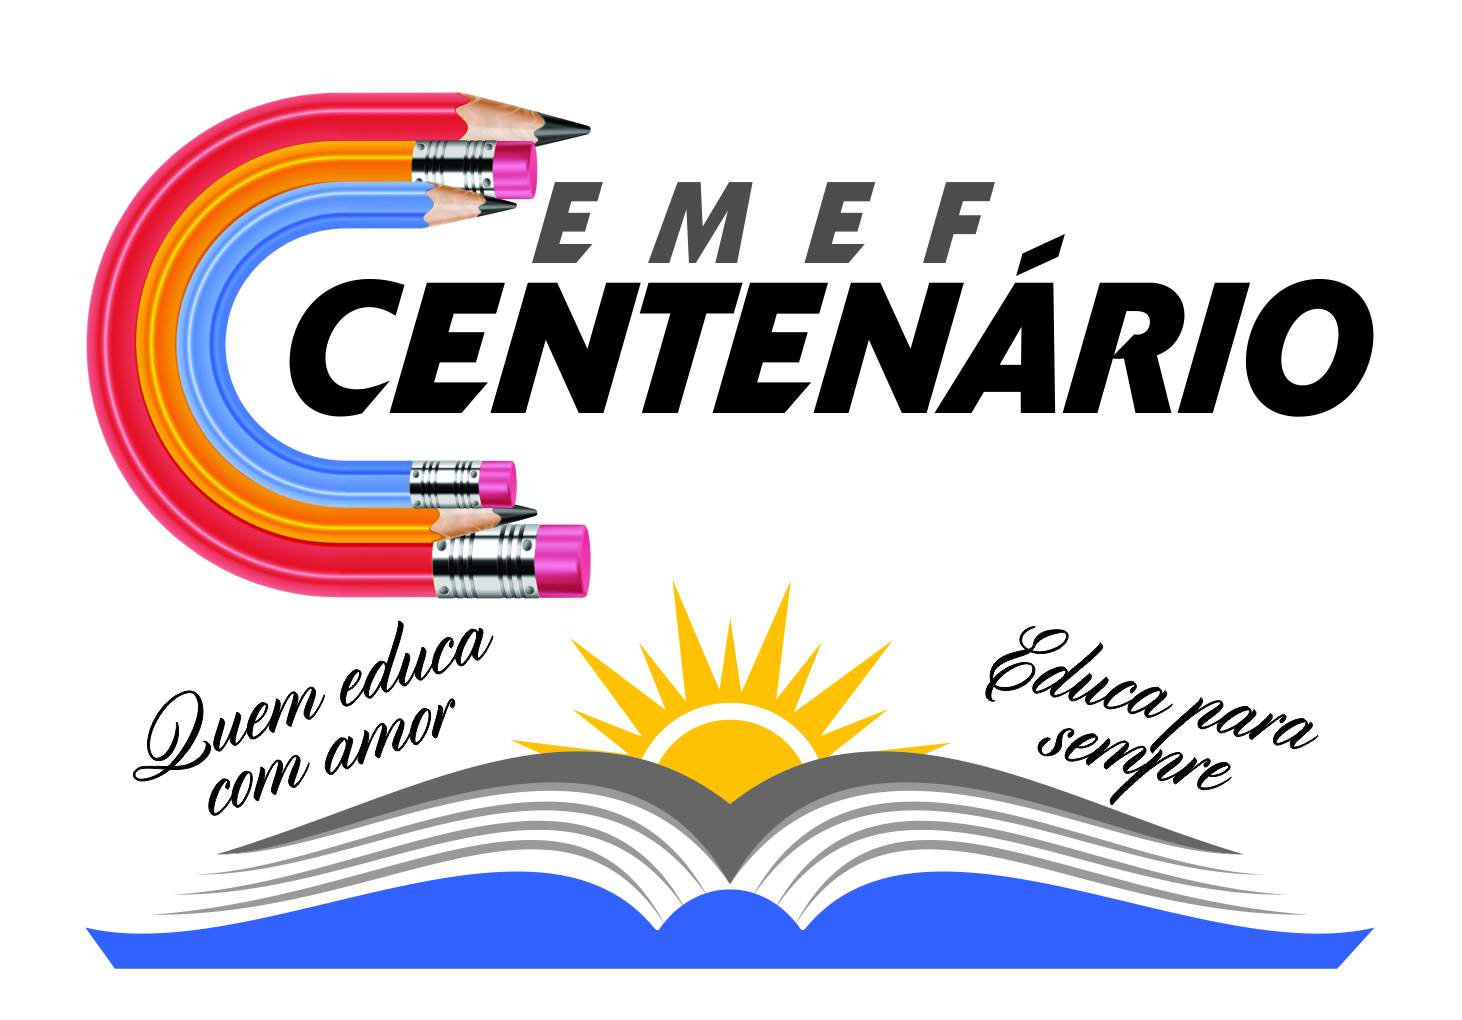 EMEF
CENTENÁRIO
Quem educa
com amor
Educa para
sempre